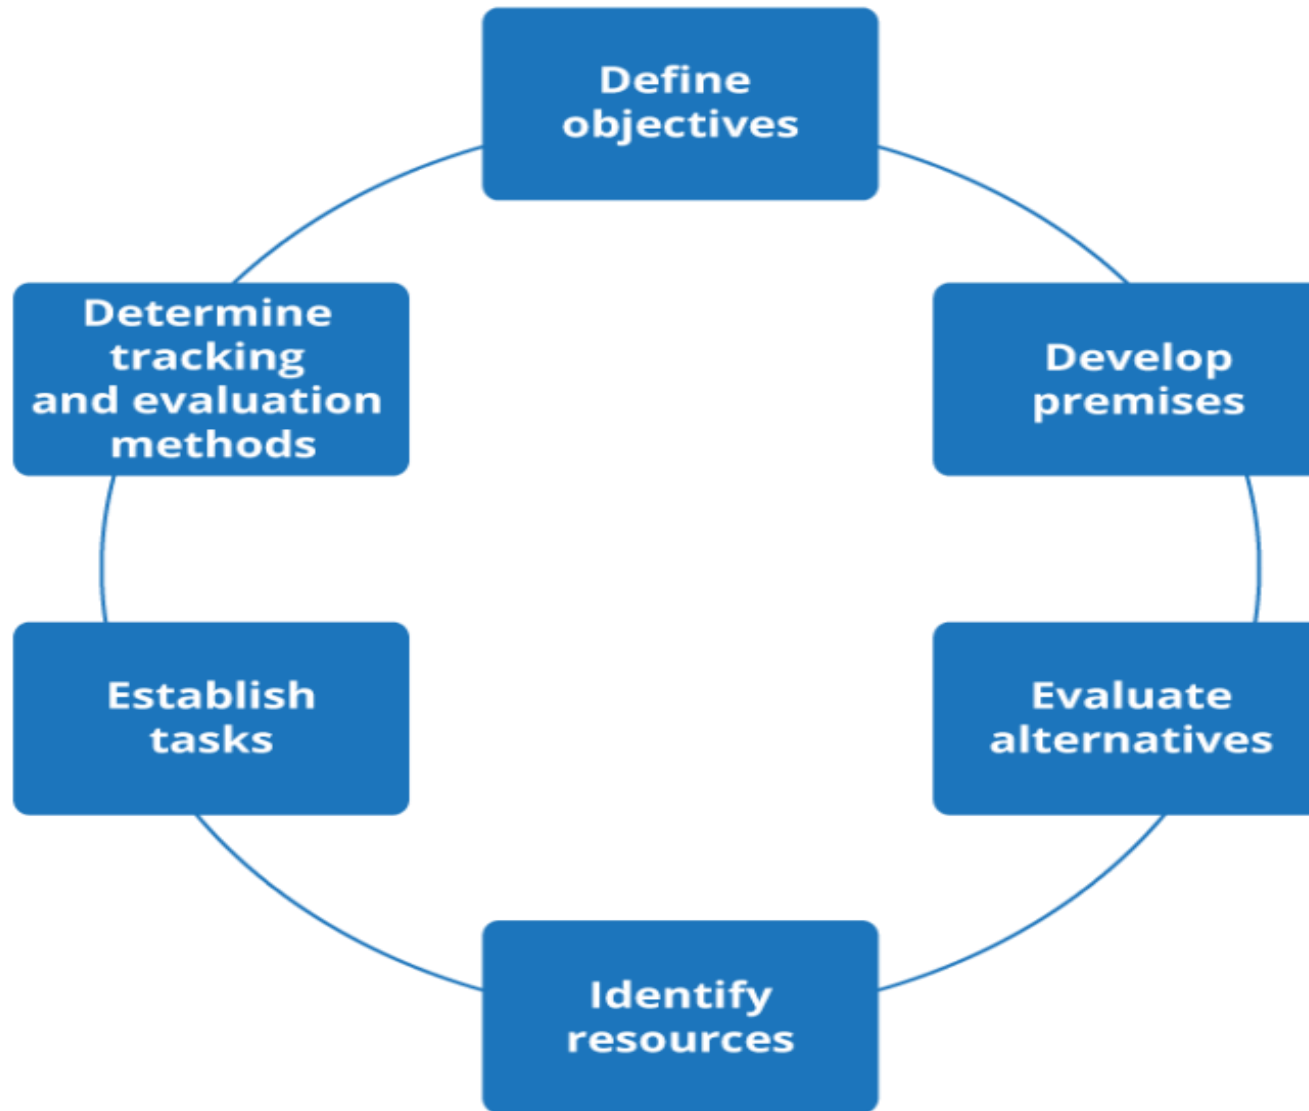 Define
objectives
Develop
premises
Evaluate
alternatives
Identify
resources
Establish
tasks
Determine
tracking
and evaluation
methods